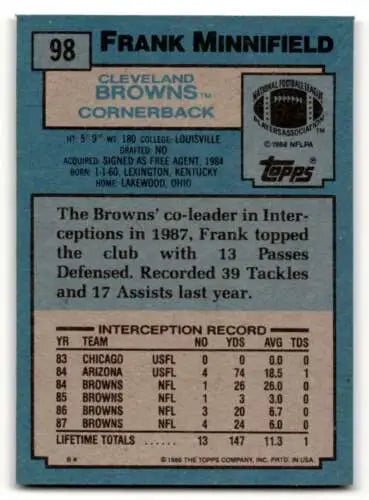 98
FRANK MINNIFIELD
CLEVELAND
BROWNS™
CORNERBACK
NATIONAL FOOTBALL LEAGUE
PLAYERS ASSOCIATION
© 1988 NFLPA
Topps®
HT: 5' 9" WT: 180 COLLEGE: LOUISVILLE
DRAFTED: NO
ACQUIRED: SIGNED AS FREE AGENT, 1984
BORN: 1-1-60, LEXINGTON, KENTUCKY
HOME: LAKEWOOD, OHIO
The Browns' co-leader in Inter-
ceptions in 1987, Frank topped
the club with 13 Passes
Defensed. Recorded 39 Tackles
and 17 Assists last year.
INTERCEPTION RECORD
YR TEAM NO YDS AVG TDS
83 CHICAGO USFL 0 0 0.0 0
84 ARIZONA USFL 4 74 18.5 1
84 BROWNS NFL 1 26 26.0 0
85 BROWNS NFL 1 3 3.0 0
86 BROWNS NFL 3 20 6.7 0
87 BROWNS NFL 4 24 6.0 0
LIFETIME TOTALS ...... 13 147 11.3 1
© 1988 THE TOPPS COMPANY, INC. PRTD. IN U.S.A.